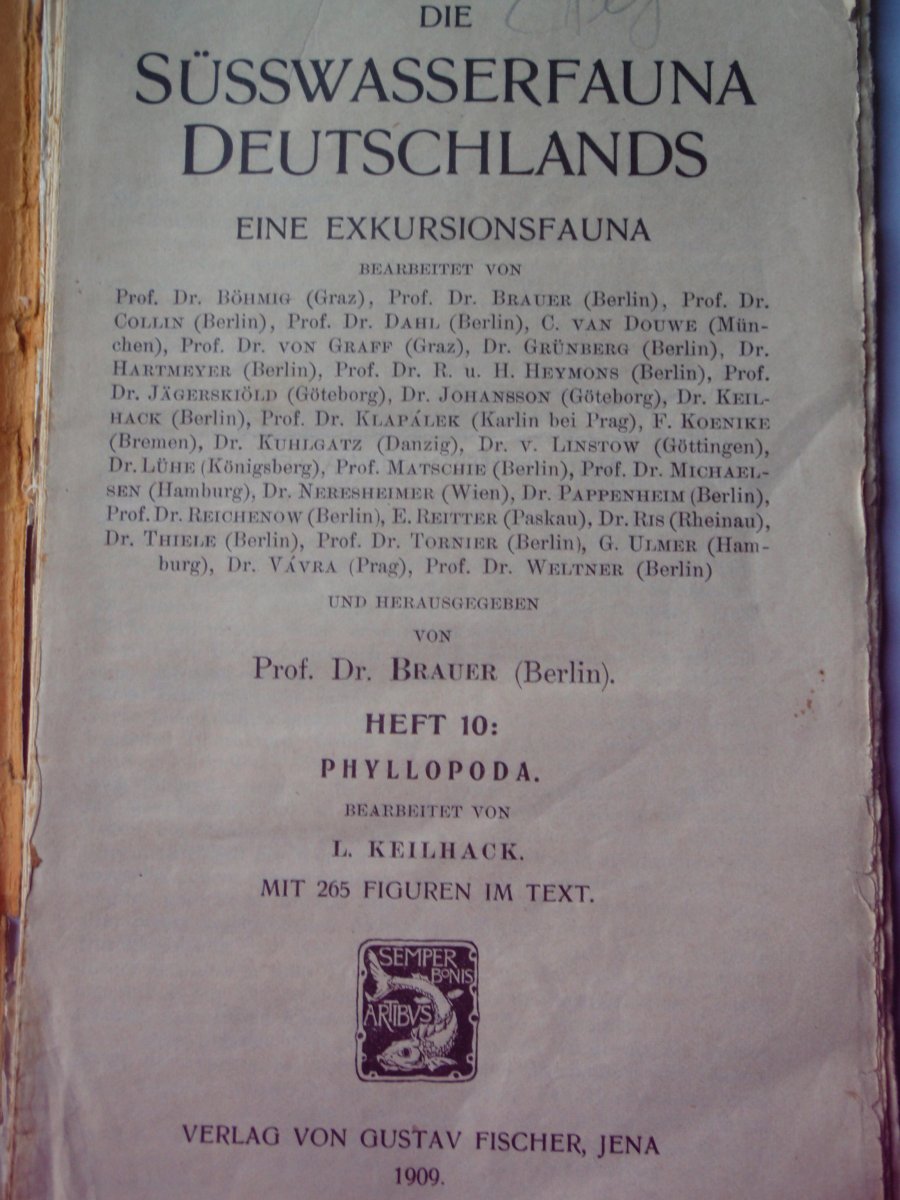 DIE
SÜSSWASSERFAUNA
DEUTSCHLANDS
EINE EXKURSIONSFAUNA
BEARBEITET VON
Prof. Dr. BÖHMIG (Graz), Prof. Dr. BRAUER (Berlin), Prof. Dr.
COLLIN (Berlin), Prof. Dr. DAHL (Berlin), C. VAN DOUWE (Mün-
chen), Prof. Dr. VON GRAFF (Graz), Dr. GRÜNBERG (Berlin), Dr.
HARTMEYER (Berlin), Prof. Dr. R. u. H. HEYMONS (Berlin), Prof.
Dr. JÄGERSKIÖLD (Göteborg), Dr. JOHANSSON (Göteborg), Dr. KEIL-
HACK (Berlin), Prof. Dr. KLAPÁLEK (Karlin bei Prag), F. KOENIKE
(Bremen), Dr. KUHLGATZ (Danzig), Dr. V. LINSTOW (Göttingen),
Dr. LÜHE (Königsberg), Prof. MATSCHIE (Berlin), Prof. Dr. MICHAEL-
SEN (Hamburg), Dr. NERESHEIMER (Wien), Dr. PAPPENHEIM (Berlin),
Prof. Dr. REICHENOW (Berlin), E. REITTER (Paskau), Dr. RIS (Rheinau),
Dr. THIELE (Berlin), Prof. Dr. TORNIER (Berlin), G. ULMER (Ham-
burg), Dr. VÁVRA (Prag), Prof. Dr. WELTNER (Berlin)
UND HERAUSGEGEBEN
VON
Prof. Dr. BRAUER (Berlin).
HEFT 10:
PHYLLOPODA.
BEARBEITET VON
L. KEILHACK.
MIT 265 FIGUREN IM TEXT.
SEMPER
BONIS
ARTIBVS
VERLAG VON GUSTAV FISCHER, JENA
1909.